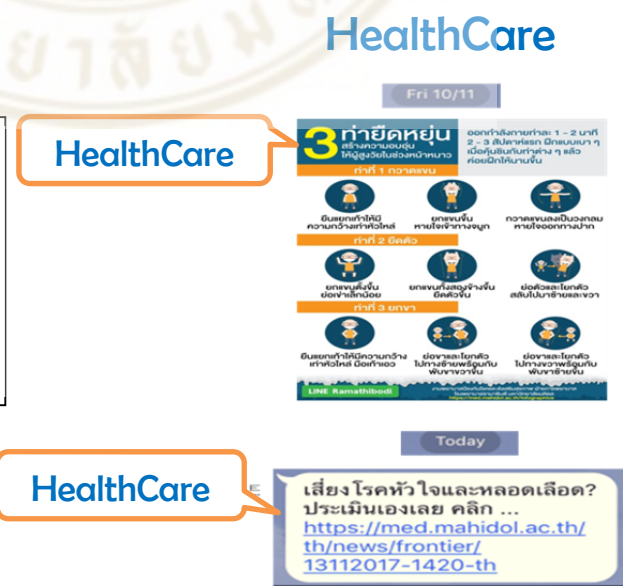 ยาลัยม
HealthCare
Fri 10/11
HealthCare
3 ท่ายืดหยุ่น
สร้างความอบอุ่น
ให้ผู้สูงวัยในช่วงหน้าหนาว
ออกกำลังกายท่าละ 1 - 2 นาที
2 - 3 สัปดาห์แรก ฝึกแบบเบา ๆ
เมื่อคุ้นชินกับท่าต่าง ๆ แล้ว
ค่อยฝึกให้นานขึ้น
ท่าที่ 1 กวาดแขน
ยืนแยกเท้าให้มี
ความกว้างเท่าหัวไหล่
ยกแขนขึ้น
หายใจเข้าทางจมูก
กวาดแขนลงเป็นวงกลม
หายใจออกทางปาก
ท่าที่ 2 ยืดตัว
ยกแขนตั้งขึ้น
ย่อเข่าเล็กน้อย
ยกแขนทั้งสองข้างขึ้น
ยืดตัวขึ้น
ย่อตัวและโยกตัว
สลับไปมาซ้ายและขวา
ท่าที่ 3 ยกขา
ยืนแยกเท้าให้มีความกว้าง
เท่าหัวไหล่ มือเท้าเอว
ย่อขาและโยกตัว
ไปทางซ้ายพร้อมกับ
พับขาขวาขึ้น
ย่อขาและโยกตัว
ไปทางขวาพร้อมกับ
พับขาซ้ายขึ้น
LINE Ramathibodi
Today
HealthCare
เสี่ยงโรคหัวใจและหลอดเลือด?
ประเมินเองเลย คลิก ...
https://med.mahidol.ac.th/
th/news/frontier/
13112017-1420-th